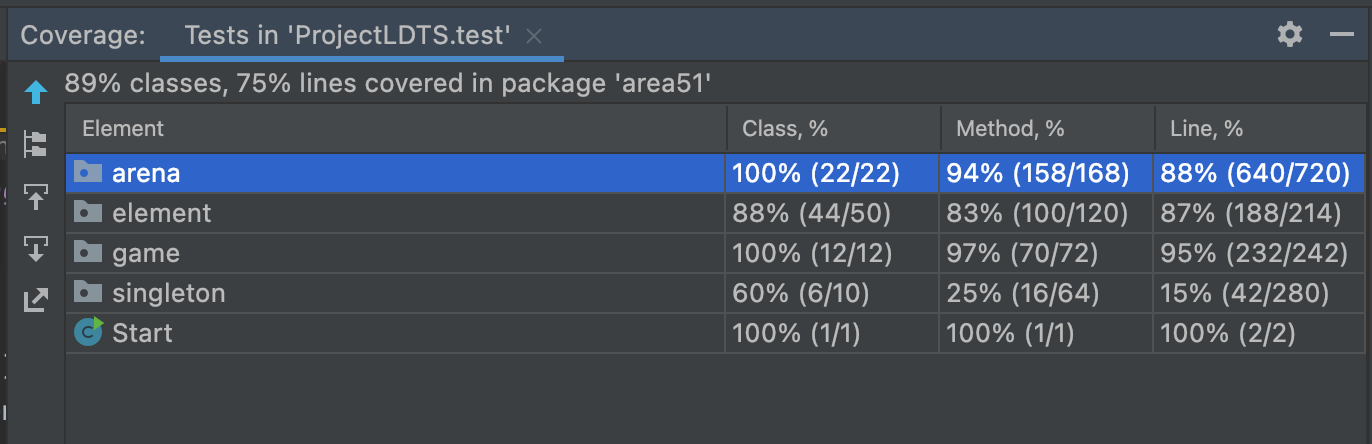 Coverage: Tests in 'ProjectLDTS.test' ×
89% classes, 75% lines covered in package 'area51'
Element Class, % Method, % Line, %
arena 100% (22/22) 94% (158/168) 88% (640/720)
element 88% (44/50) 83% (100/120) 87% (188/214)
game 100% (12/12) 97% (70/72) 95% (232/242)
singleton 60% (6/10) 25% (16/64) 15% (42/280)
Start 100% (1/1) 100% (1/1) 100% (2/2)